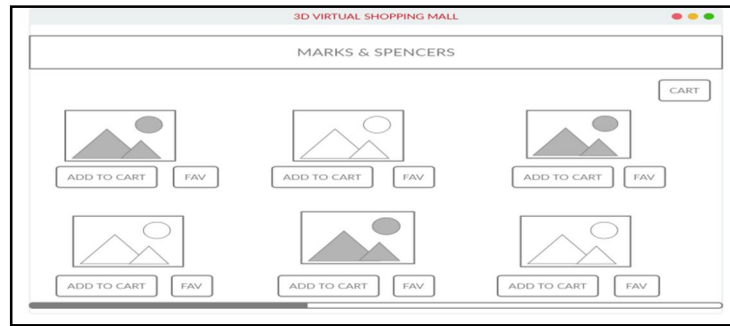 3D VIRTUAL SHOPPING MALL
MARKS & SPENCERS
CART
ADD TO CART FAV ADD TO CART FAV ADD TO CART FAV
ADD TO CART FAV ADD TO CART FAV ADD TO CART FAV